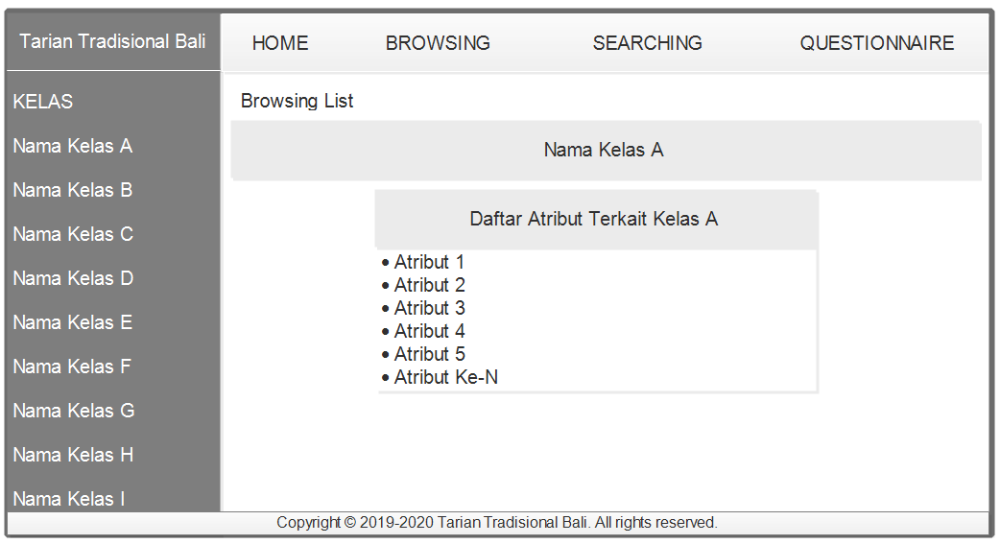 Tarian Tradisional Bali
HOME
BROWSING
SEARCHING
QUESTIONNAIRE
KELAS
Nama Kelas A
Nama Kelas B
Nama Kelas C
Nama Kelas D
Nama Kelas E
Nama Kelas F
Nama Kelas G
Nama Kelas H
Nama Kelas I
Browsing List
Nama Kelas A
Daftar Atribut Terkait Kelas A
• Atribut 1
• Atribut 2
• Atribut 3
• Atribut 4
• Atribut 5
• Atribut Ke-N
Copyright © 2019-2020 Tarian Tradisional Bali. All rights reserved.